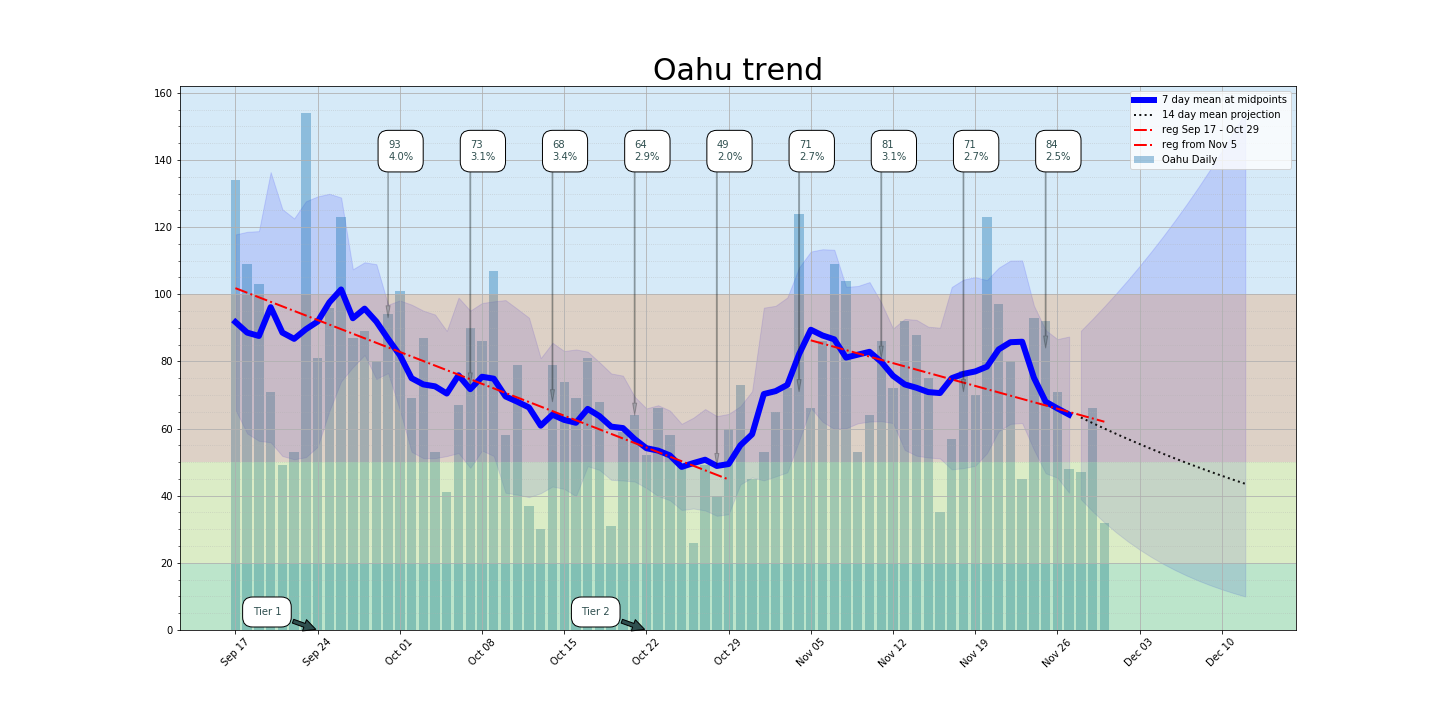 Oahu trend
160
140
120
100
80
60
40
20
0
7 day mean at midpoints
14 day mean projection
reg Sep 17 - Oct 29
reg from Nov 5
Oahu Daily
93
4.0%
73
3.1%
68
3.4%
64
2.9%
49
2.0%
71
2.7%
81
3.1%
71
2.7%
84
2.5%
Tier 1
Tier 2
Sep 17
Sep 24
Oct 01
Oct 08
Oct 15
Oct 22
Oct 29
Nov 05
Nov 12
Nov 19
Nov 26
Dec 03
Dec 10